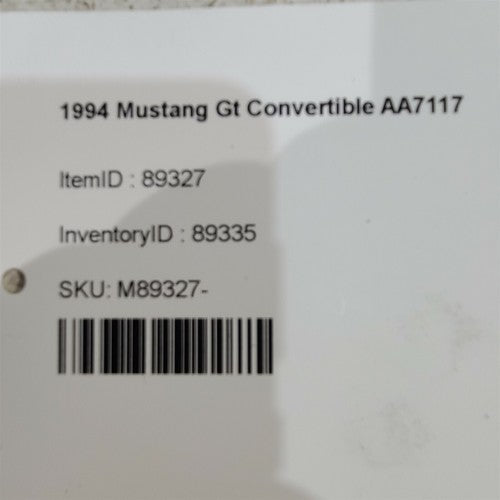 1994 Mustang Gt Convertible AA7117
ItemID : 89327
InventoryID : 89335
SKU: M89327-